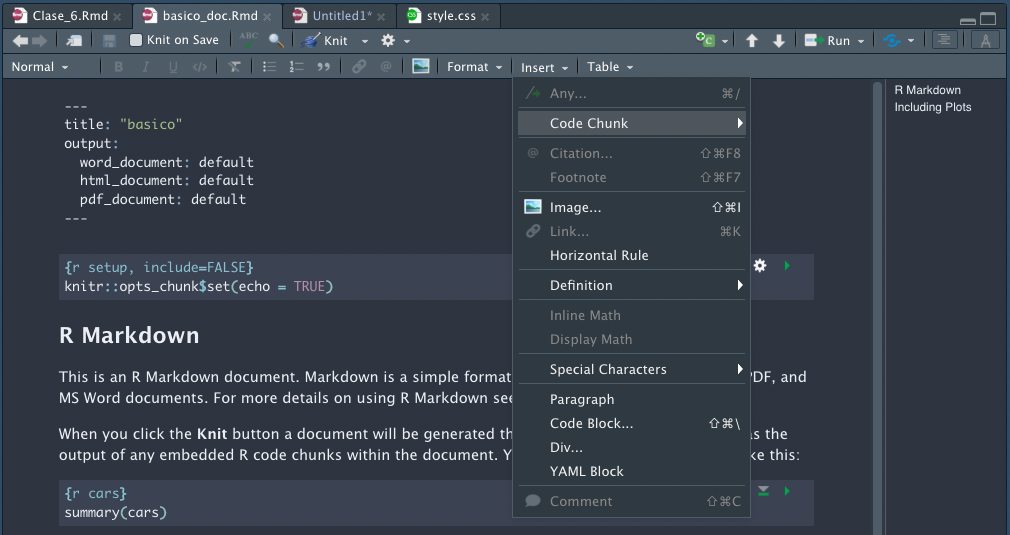 Clase_6.Rmd
basico_doc.Rmd
Untitled1*
style.css
Knit on Save
ABC
Knit
Run
Normal
B I U </>
Format
Insert
Table
Any... ⌘/
Code Chunk
Citation... ⇧⌘F8
Footnote ⇧⌘F7
Image... ⇧⌘I
Link... ⌘K
Horizontal Rule
Definition
Inline Math
Display Math
Special Characters
Paragraph
Code Block... ⇧⌘\
Div...
YAML Block
Comment ⇧⌘C
---
title: "basico"
output:
  word_document: default
  html_document: default
  pdf_document: default
---
{r setup, include=FALSE}
knitr::opts_chunk$set(echo = TRUE)
R Markdown
This is an R Markdown document. Markdown is a simple format PDF, and
MS Word documents. For more details on using R Markdown see
When you click the Knit button a document will be generated th as the
output of any embedded R code chunks within the document. Y ke this:
{r cars}
summary(cars)
R Markdown
Including Plots